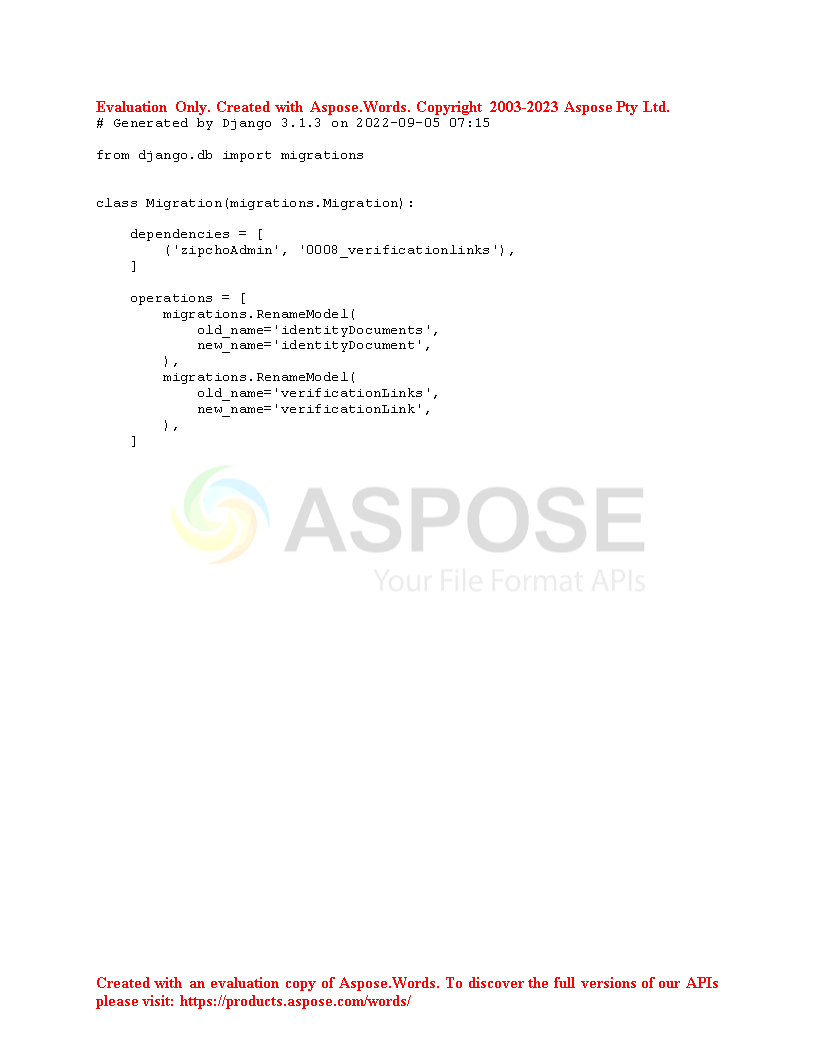 Evaluation Only. Created with Aspose.Words. Copyright 2003-2023 Aspose Pty Ltd.
# Generated by Django 3.1.3 on 2022-09-05 07:15

from django.db import migrations


class Migration(migrations.Migration):

    dependencies = [
        ('zipchoAdmin', '0008_verificationlinks'),
    ]

    operations = [
        migrations.RenameModel(
            old_name='identityDocuments',
            new_name='identityDocument',
        ),
        migrations.RenameModel(
            old_name='verificationLinks',
            new_name='verificationLink',
        ),
    ]
ASPOSE
Your File Format APIs
Created with an evaluation copy of Aspose.Words. To discover the full versions of our APIs
please visit: https://products.aspose.com/words/